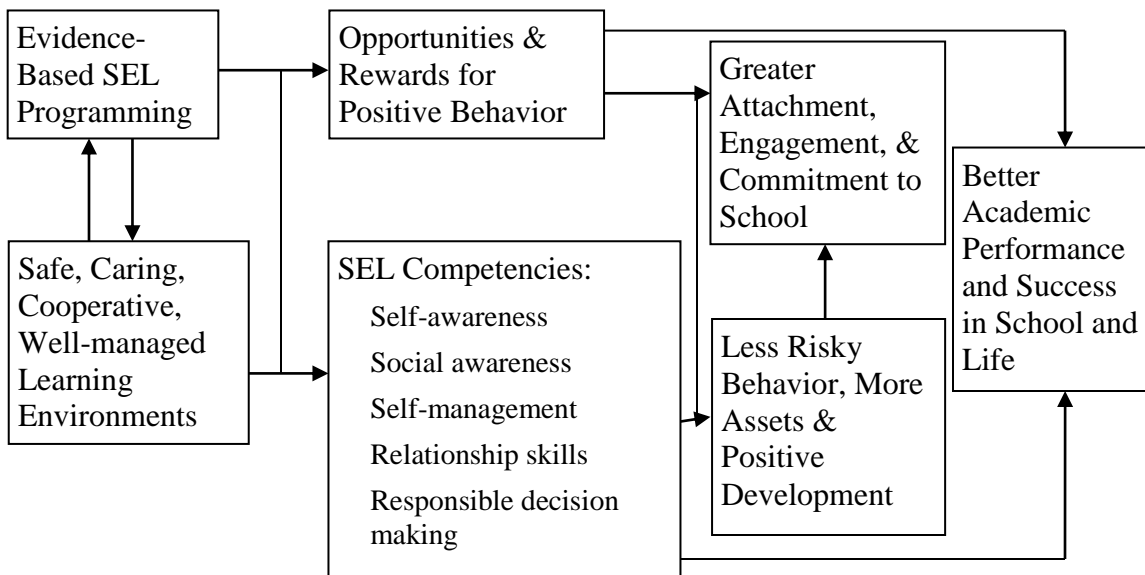 Evidence-
Based SEL
Programming
Opportunities &
Rewards for
Positive Behavior
Greater
Attachment,
Engagement, &
Commitment to
School
Better
Academic
Performance
and Success
in School and
Life
Safe, Caring,
Cooperative,
Well-managed
Learning
Environments
SEL Competencies:
Self-awareness
Social awareness
Self-management
Relationship skills
Responsible decision
making
Less Risky
Behavior, More
Assets &
Positive
Development